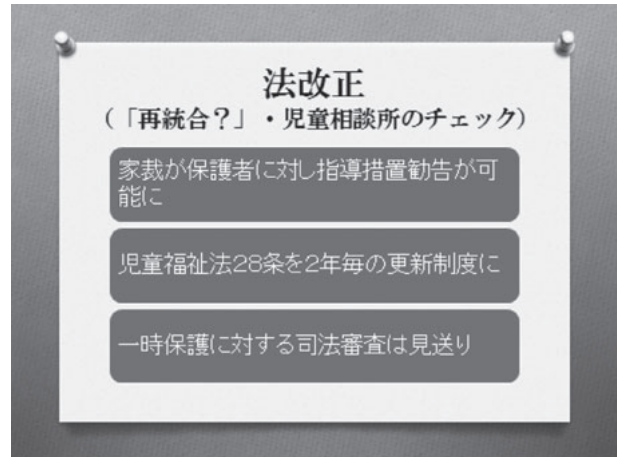 法改正
(「再統合?」・児童相談所のチェック)
家裁が保護者に対し指導措置勧告が可
能に
児童福祉法28条を2年毎の更新制度に
一時保護に対する司法審査は見送り